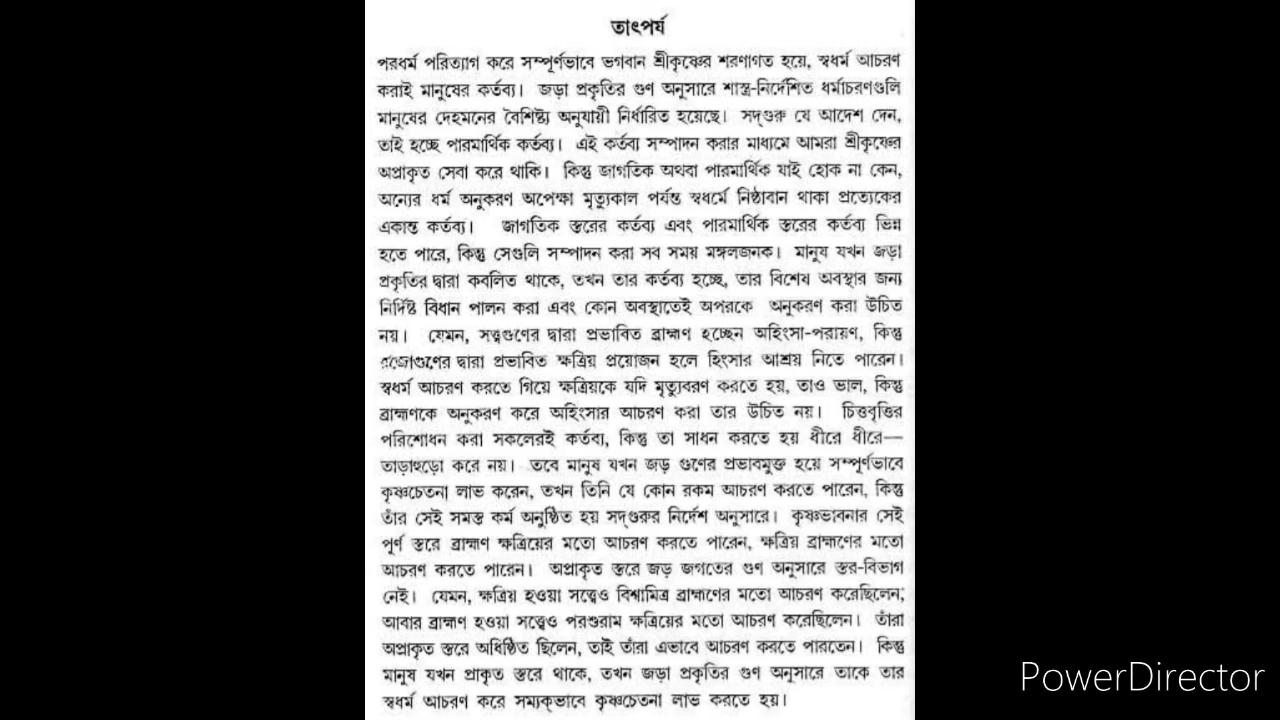 তাৎপর্য
পরধর্ম পরিত্যাগ করে সম্পূর্ণভাবে ভগবান শ্রীকৃষ্ণের শরণাগত হয়ে, স্বধর্ম আচরণ
করাই মানুষের কর্তব্য। জড়া প্রকৃতির গুণ অনুসারে শাস্ত্র-নির্দেশিত ধর্মাচরণগুলি
মানুষের দেহমনের বৈশিষ্ট্য অনুযায়ী নির্ধারিত হয়েছে। সদ্‌গুরু যে আদেশ দেন,
তাই হচ্ছে পারমার্থিক কর্তব্য। এই কর্তব্য সম্পাদন করার মাধ্যমে আমরা শ্রীকৃষ্ণের
অপ্রাকৃত সেবা করে থাকি। কিন্তু জাগতিক অথবা পারমার্থিক যাই হোক না কেন,
অন্যের ধর্ম অনুকরণ অপেক্ষা মৃত্যুকাল পর্যন্ত স্বধর্মে নিষ্ঠাবান থাকা প্রত্যেকের
একান্ত কর্তব্য। জাগতিক স্তরের কর্তব্য এবং পারমার্থিক স্তরের কর্তব্য ভিন্ন
হতে পারে, কিন্তু সেগুলি সম্পাদন করা সব সময় মঙ্গলজনক। মানুষ যখন জড়া
প্রকৃতির দ্বারা কবলিত থাকে, তখন তার কর্তব্য হচ্ছে, তার বিশেষ অবস্থার জন্য
নির্দিষ্ট বিধান পালন করা এবং কোন অবস্থাতেই অপরকে অনুকরণ করা উচিত
নয়। যেমন, সত্ত্বগুণের দ্বারা প্রভাবিত ব্রাহ্মণ হচ্ছেন অহিংসা-পরায়ণ, কিন্তু
রজোগুণের দ্বারা প্রভাবিত ক্ষত্রিয় প্রয়োজন হলে হিংসার আশ্রয় নিতে পারেন।
স্বধর্ম আচরণ করতে গিয়ে ক্ষত্রিয়কে যদি মৃত্যুবরণ করতে হয়, তাও ভাল, কিন্তু
ব্রাহ্মণকে অনুকরণ করে অহিংসার আচরণ করা তার উচিত নয়। চিত্তবৃত্তির
পরিশোধন করা সকলেরই কর্তব্য, কিন্তু তা সাধন করতে হয় ধীরে ধীরে—
তাড়াহুড়ো করে নয়। তবে মানুষ যখন জড় গুণের প্রভাবমুক্ত হয়ে সম্পূর্ণভাবে
কৃষ্ণচেতনা লাভ করেন, তখন তিনি যে কোন রকম আচরণ করতে পারেন, কিন্তু
তাঁর সেই সমস্ত কর্ম অনুষ্ঠিত হয় সদ্‌গুরুর নির্দেশ অনুসারে। কৃষ্ণভাবনার সেই
পূর্ণ স্তরে ব্রাহ্মণ ক্ষত্রিয়ের মতো আচরণ করতে পারেন, ক্ষত্রিয় ব্রাহ্মণের মতো
আচরণ করতে পারেন। অপ্রাকৃত স্তরে জড় জগতের গুণ অনুসারে স্তর-বিভাগ
নেই। যেমন, ক্ষত্রিয় হওয়া সত্ত্বেও বিশ্বামিত্র ব্রাহ্মণের মতো আচরণ করেছিলেন;
আবার ব্রাহ্মণ হওয়া সত্ত্বেও পরশুরাম ক্ষত্রিয়ের মতো আচরণ করেছিলেন। তাঁরা
অপ্রাকৃত স্তরে অধিষ্ঠিত ছিলেন, তাই তাঁরা এভাবে আচরণ করতে পারতেন। কিন্তু
মানুষ যখন প্রাকৃত স্তরে থাকে, তখন জড়া প্রকৃতির গুণ অনুসারে তাকে তার
স্বধর্ম আচরণ করে সম্যক্‌ভাবে কৃষ্ণচেতনা লাভ করতে হয়।
PowerDirector